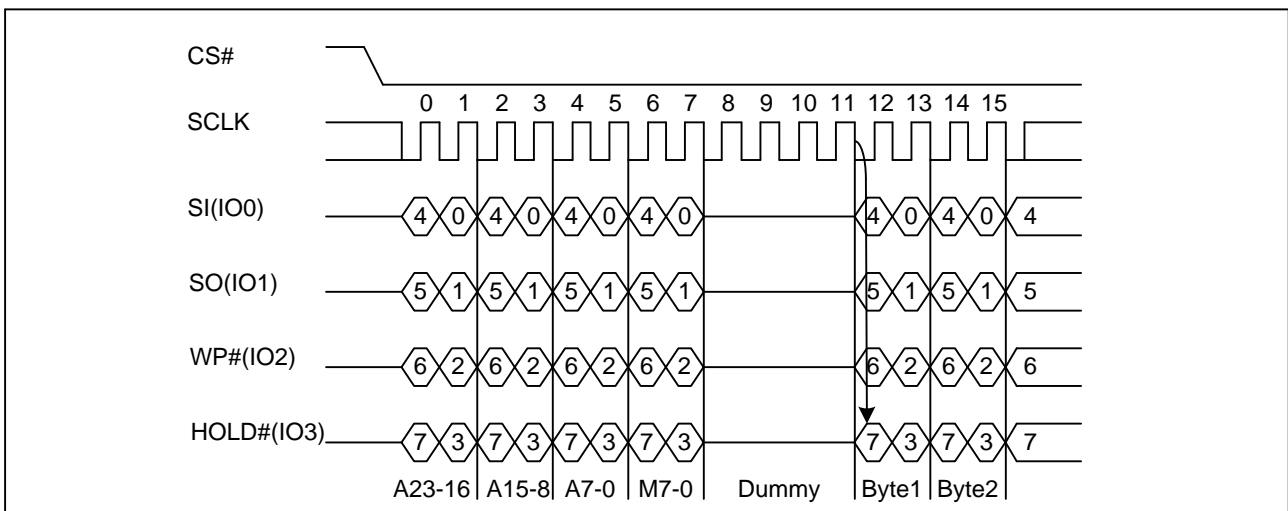 CS#
0 1 2 3 4 5 6 7 8 9 10 11 12 13 14 15
SCLK
SI(IO0) 4 0 4 0 4 0 4 0 4 0 4 0 4
SO(IO1) 5 1 5 1 5 1 5 1 5 1 5 1 5
WP#(IO2) 6 2 6 2 6 2 6 2 6 2 6 2 6
HOLD#(IO3) 7 3 7 3 7 3 7 3 7 3 7 3 7
A23-16 A15-8 A7-0 M7-0 Dummy Byte1 Byte2